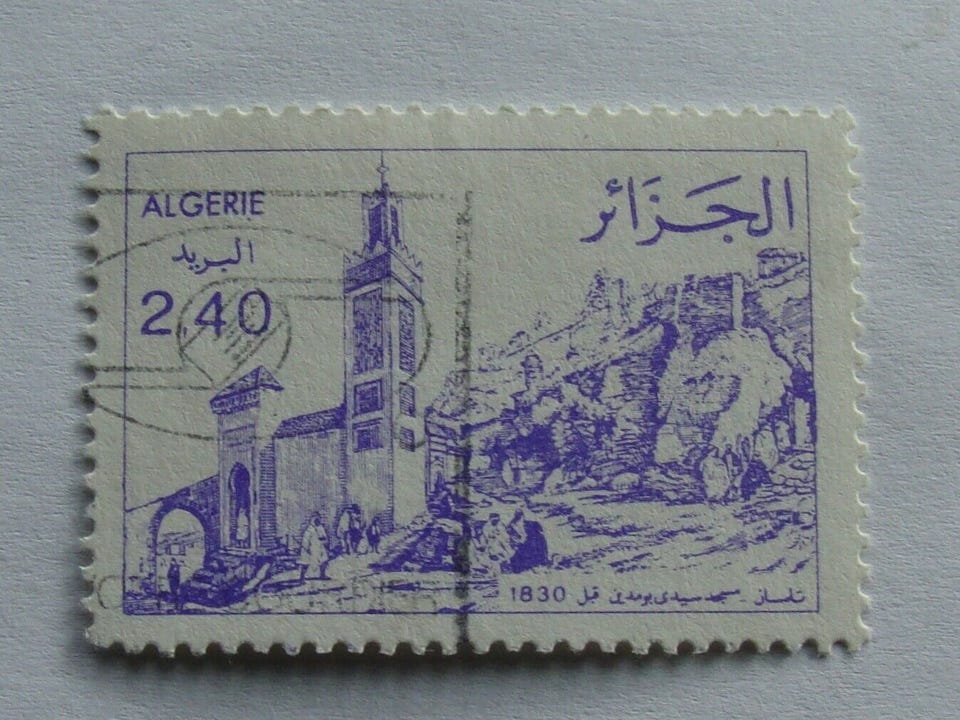 ALGERIE
الجزائر
البريد
2,40
تلمسان - مسجد سيدي بومدين قبل 1830